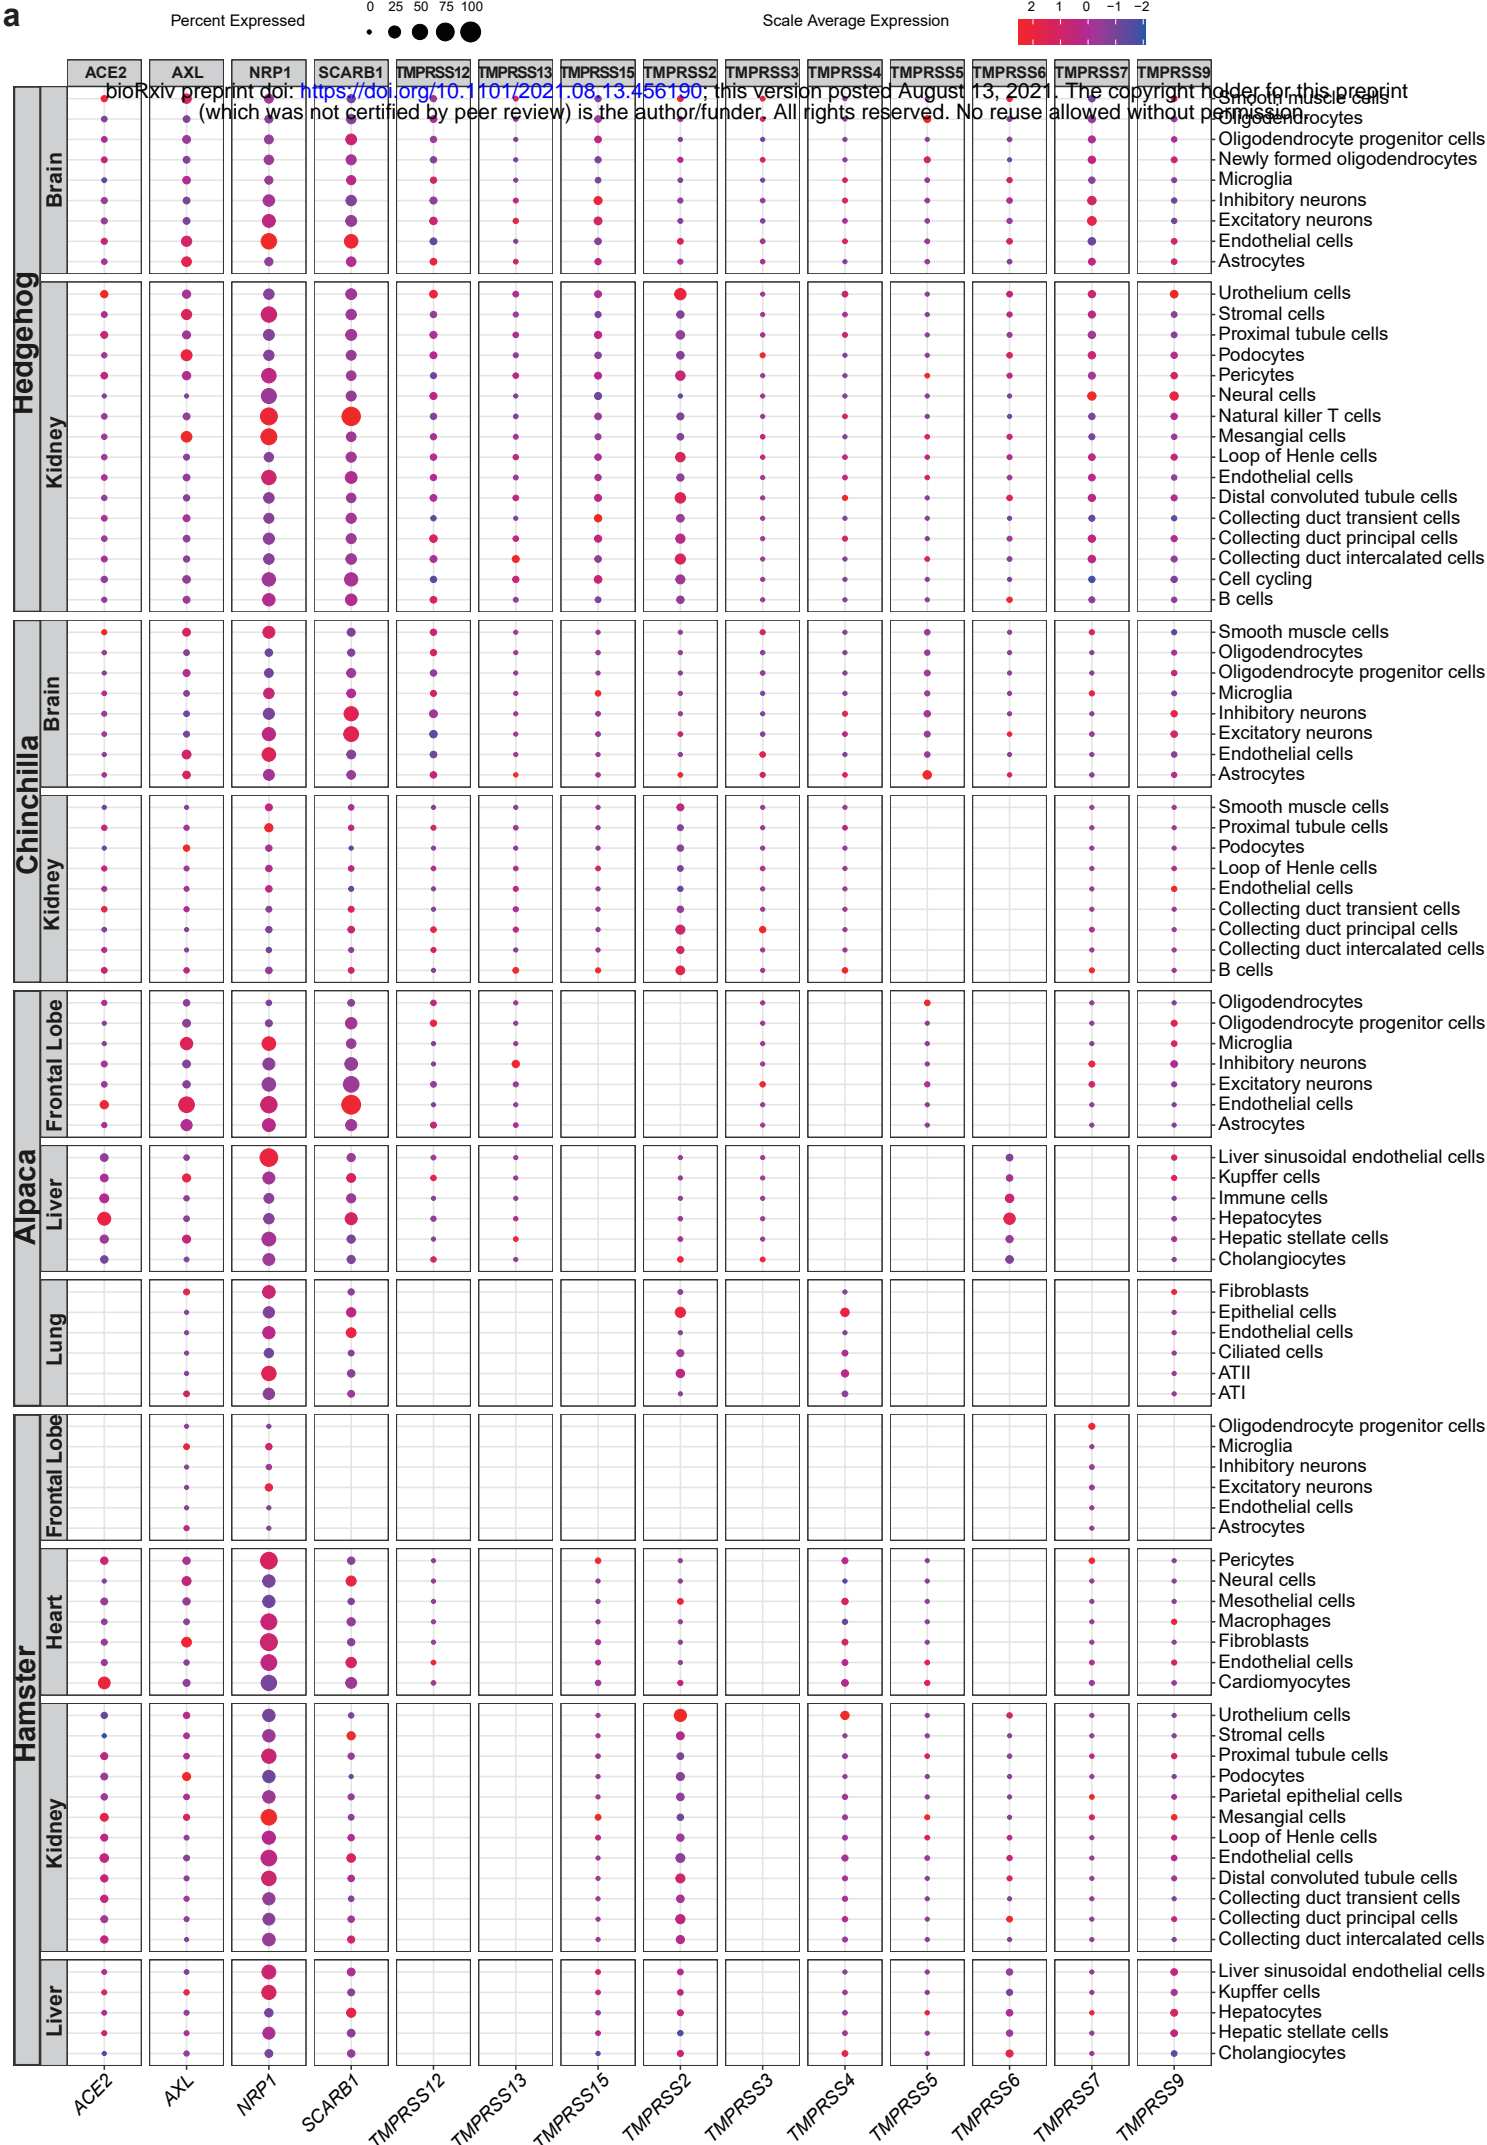 a
Percent Expressed
0 25 50 75 100
Scale Average Expression
2 1 0 −1 −2
ACE2 AXL NRP1 SCARB1 TMPRSS12 TMPRSS13 TMPRSS15 TMPRSS2 TMPRSS3 TMPRSS4 TMPRSS5 TMPRSS6 TMPRSS7 TMPRSS9
bioRxiv preprint doi: https://doi.org/10.1101/2021.08.13.456190; this version posted August 13, 2021. The copyright holder for this preprint
(which was not certified by peer review) is the author/funder. All rights reserved. No reuse allowed without permission.
Hedgehog
Brain
Smooth muscle cells
Oligodendrocytes
Oligodendrocyte progenitor cells
Newly formed oligodendrocytes
Microglia
Inhibitory neurons
Excitatory neurons
Endothelial cells
Astrocytes
Kidney
Urothelium cells
Stromal cells
Proximal tubule cells
Podocytes
Pericytes
Neural cells
Natural killer T cells
Mesangial cells
Loop of Henle cells
Endothelial cells
Distal convoluted tubule cells
Collecting duct transient cells
Collecting duct principal cells
Collecting duct intercalated cells
Cell cycling
B cells
Chinchilla
Brain
Smooth muscle cells
Oligodendrocytes
Oligodendrocyte progenitor cells
Microglia
Inhibitory neurons
Excitatory neurons
Endothelial cells
Astrocytes
Kidney
Smooth muscle cells
Proximal tubule cells
Podocytes
Loop of Henle cells
Endothelial cells
Collecting duct transient cells
Collecting duct principal cells
Collecting duct intercalated cells
B cells
Alpaca
Frontal Lobe
Oligodendrocytes
Oligodendrocyte progenitor cells
Microglia
Inhibitory neurons
Excitatory neurons
Endothelial cells
Astrocytes
Liver
Liver sinusoidal endothelial cells
Kupffer cells
Immune cells
Hepatocytes
Hepatic stellate cells
Cholangiocytes
Lung
Fibroblasts
Epithelial cells
Endothelial cells
Ciliated cells
ATII
ATI
Hamster
Frontal Lobe
Oligodendrocyte progenitor cells
Microglia
Inhibitory neurons
Excitatory neurons
Endothelial cells
Astrocytes
Heart
Pericytes
Neural cells
Mesothelial cells
Macrophages
Fibroblasts
Endothelial cells
Cardiomyocytes
Kidney
Urothelium cells
Stromal cells
Proximal tubule cells
Podocytes
Parietal epithelial cells
Mesangial cells
Loop of Henle cells
Endothelial cells
Distal convoluted tubule cells
Collecting duct transient cells
Collecting duct principal cells
Collecting duct intercalated cells
Liver
Liver sinusoidal endothelial cells
Kupffer cells
Hepatocytes
Hepatic stellate cells
Cholangiocytes
ACE2 AXL NRP1 SCARB1 TMPRSS12 TMPRSS13 TMPRSS15 TMPRSS2 TMPRSS3 TMPRSS4 TMPRSS5 TMPRSS6 TMPRSS7 TMPRSS9